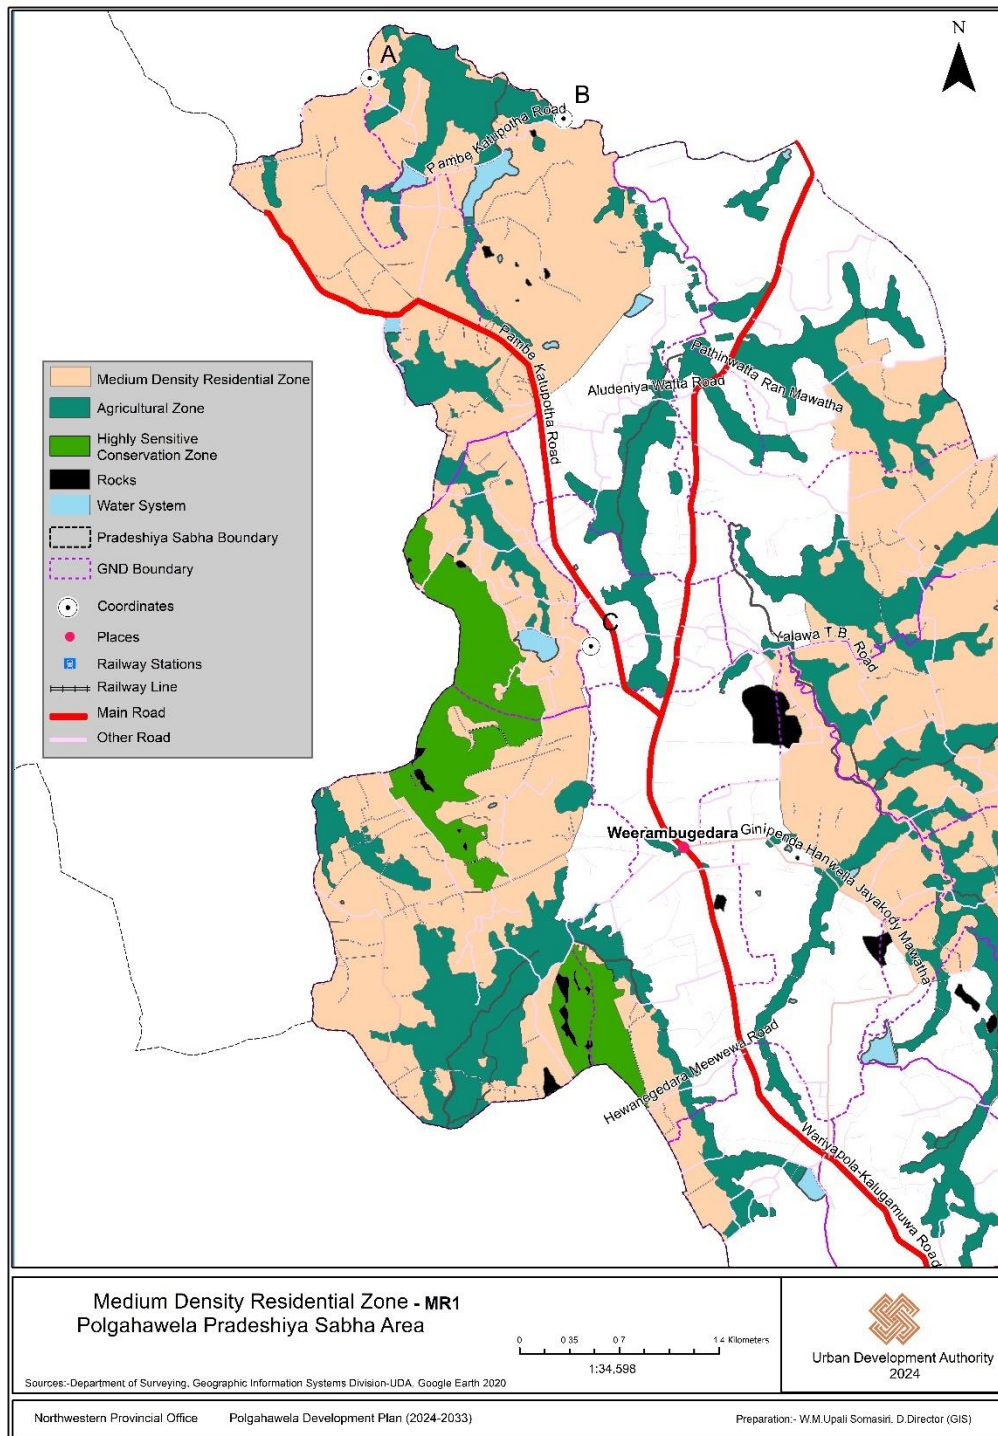 N
A
B
Pambe Katupotha Road
Pathinwatta Ran Mawatha
Aludeniya Watta Road
Pambe Katupotha Road
Medium Density Residential Zone
Agricultural Zone
Highly Sensitive
Conservation Zone
Rocks
Water System
Pradeshiya Sabha Boundary
GND Boundary
Coordinates
Places
Railway Stations
Railway Line
Main Road
Other Road
C
Yalawa T.B. Road
Weerambugedara
Ginipenda Hanwella Jayakody Mawatha
Hewanegedara Meewewa Road
Wariyapola-Kalugamuwa Road
Medium Density Residential Zone - MR1
Polgahawela Pradeshiya Sabha Area
0 0.35 0.7 1.4 Kilometers
1:34,598
Sources:-Department of Surveying, Geographic Information Systems Division-UDA, Google Earth 2020
Urban Development Authority
2024
Northwestern Provincial Office Polgahawela Development Plan (2024-2033) Preparation:- W.M.Upali Somasiri. D.Director (GIS)